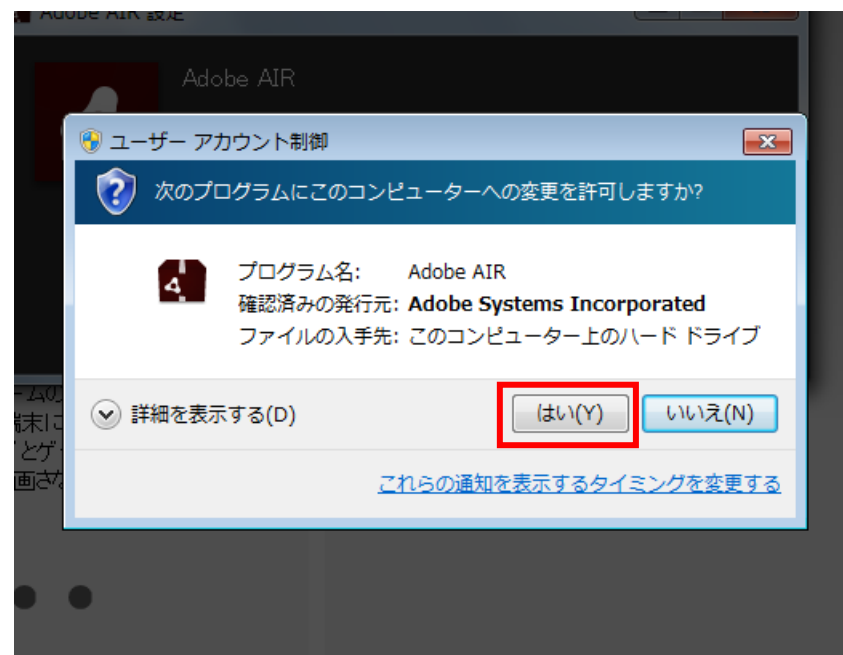 Adobe AIR 設定
Adobe AIR
ユーザー アカウント制御
次のプログラムにこのコンピューターへの変更を許可しますか?
プログラム名: Adobe AIR
確認済みの発行元: Adobe Systems Incorporated
ファイルの入手先: このコンピューター上のハード ドライブ
詳細を表示する(D)
はい(Y)
いいえ(N)
これらの通知を表示するタイミングを変更する
ームの
端末に
とゲ
画さな